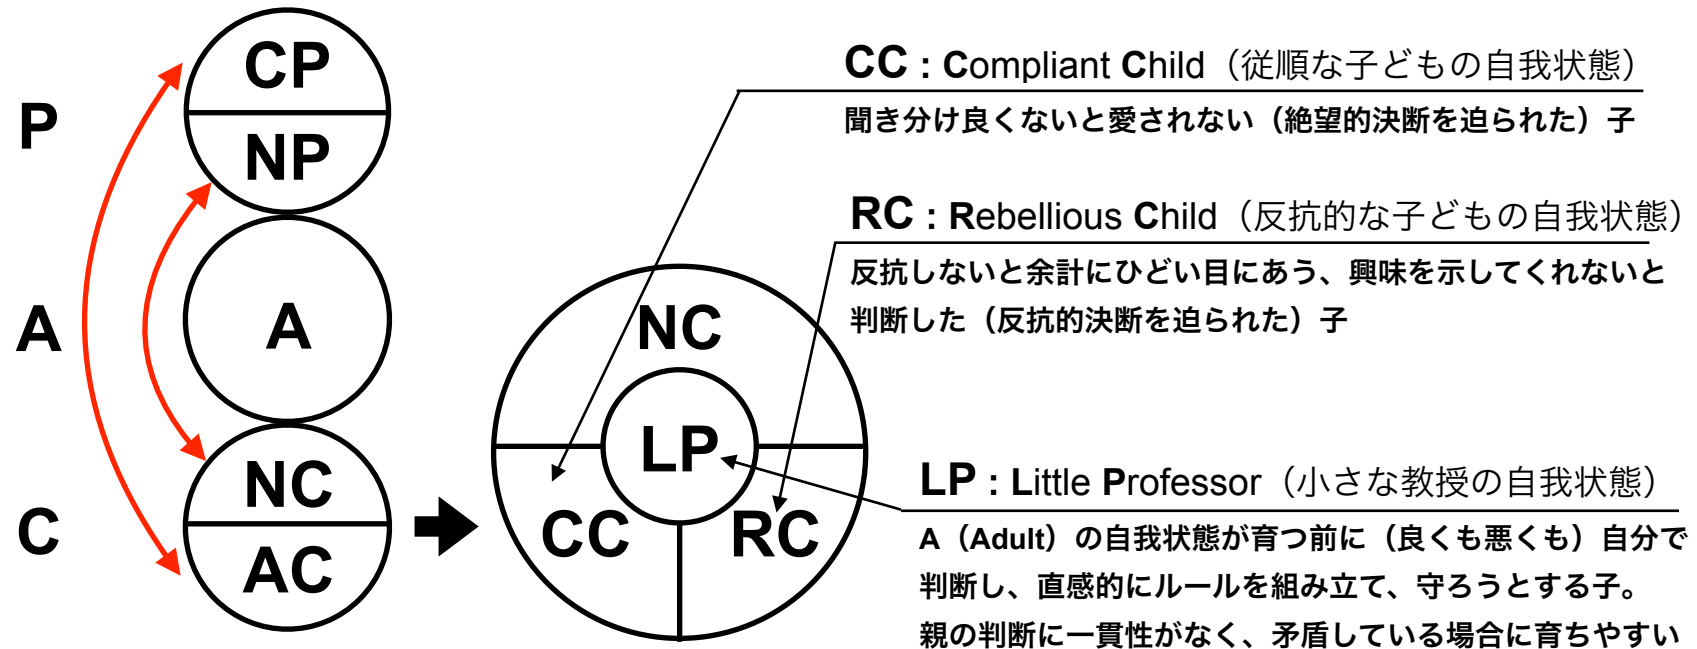 P
CP
NP
A
A
C
NC
AC
NC
LP
CC
RC
CC : Compliant Child（従順な子どもの自我状態）
聞き分け良くないと愛されない（絶望的決断を迫られた）子
RC : Rebellious Child（反抗的な子どもの自我状態）
反抗しないと余計にひどい目にあう、興味を示してくれないと
判断した（反抗的決断を迫られた）子
LP : Little Professor（小さな教授の自我状態）
A（Adult）の自我状態が育つ前に（良くも悪くも）自分で
判断し、直感的にルールを組み立て、守ろうとする子。
親の判断に一貫性がなく、矛盾している場合に育ちやすい